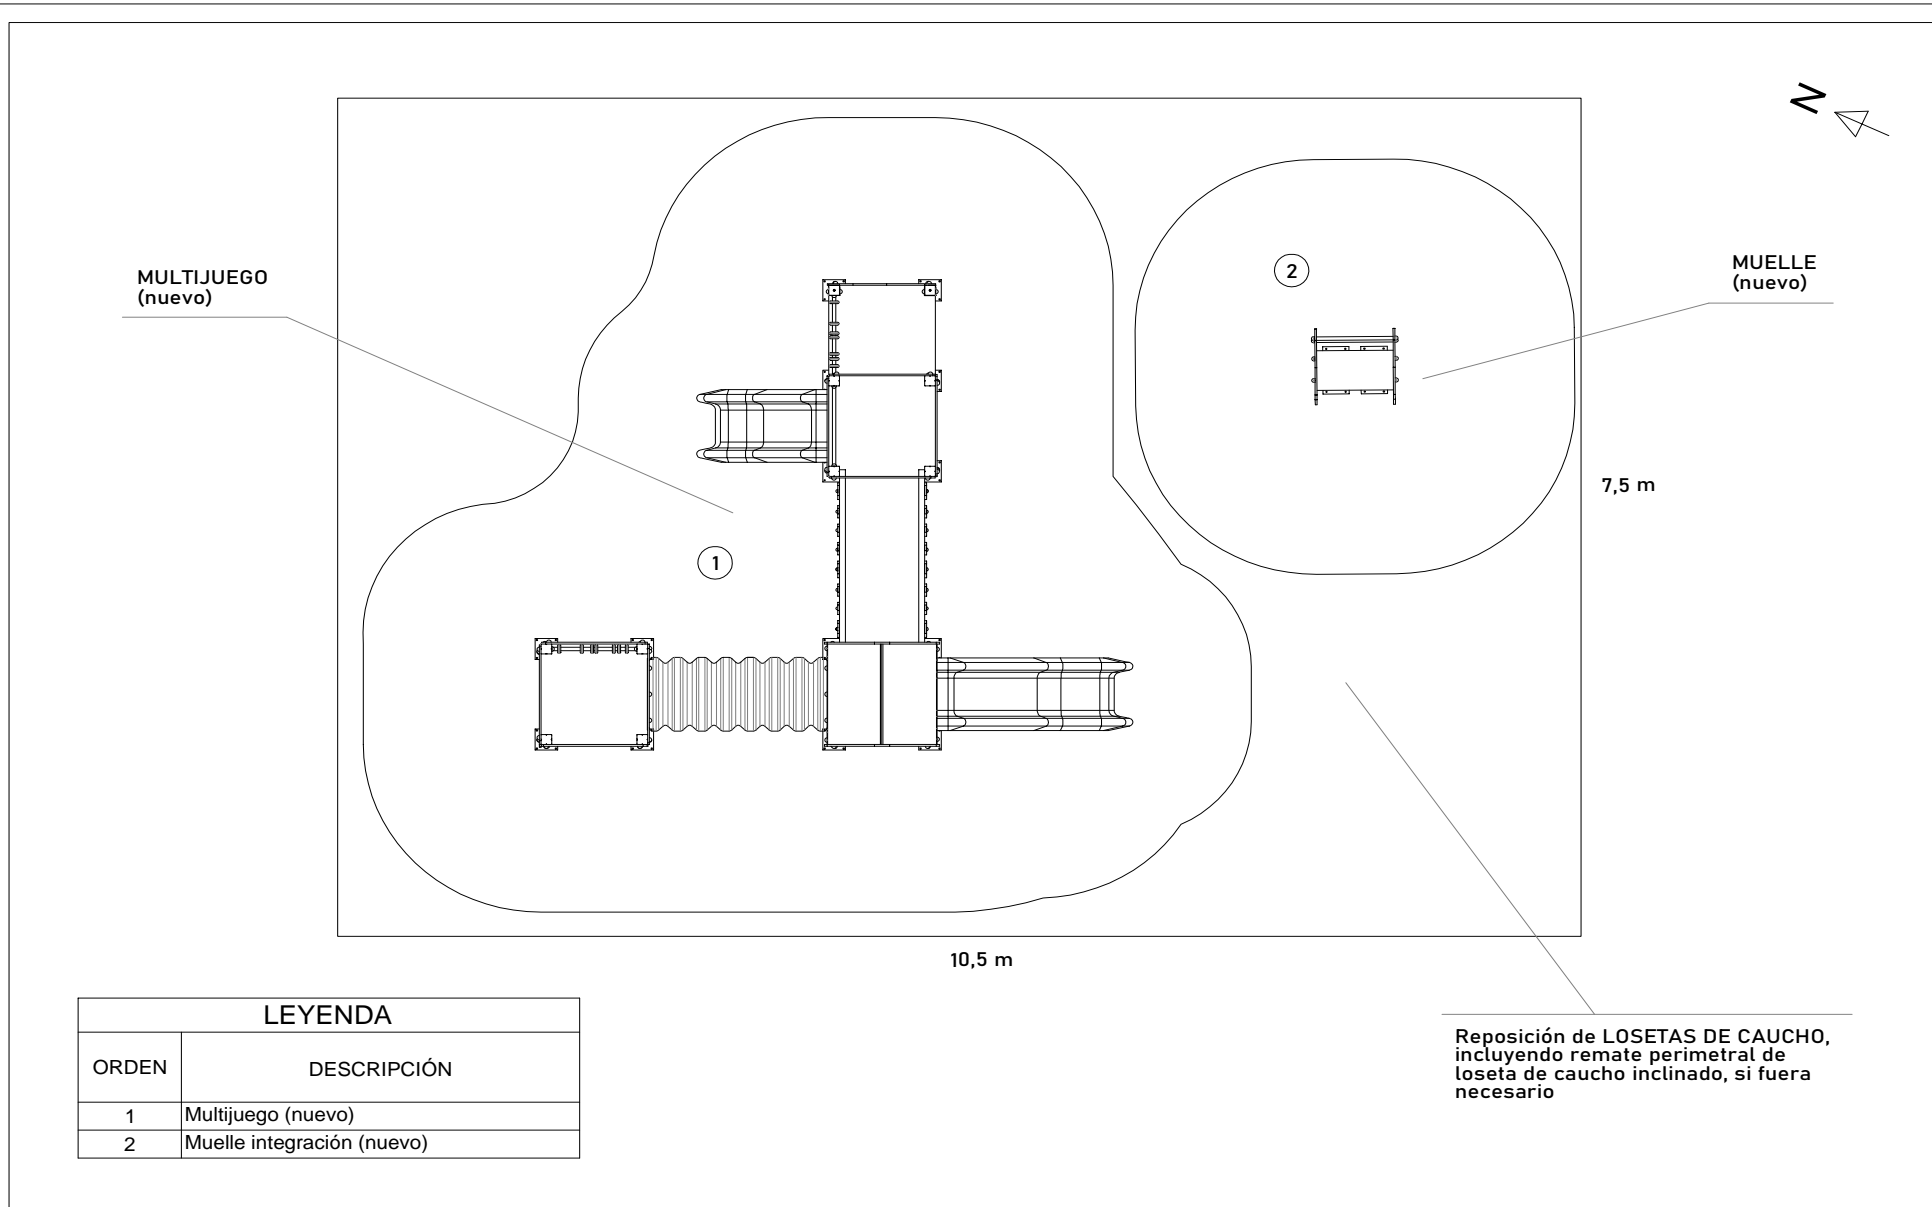 N
MULTIJUEGO
(nuevo)
2
MUELLE
(nuevo)
7,5 m
1
10,5 m
LEYENDA
ORDEN DESCRIPCIÓN
1 Multijuego (nuevo)
2 Muelle integración (nuevo)
Reposición de LOSETAS DE CAUCHO,
incluyendo remate perimetral de
loseta de caucho inclinado, si fuera
necesario